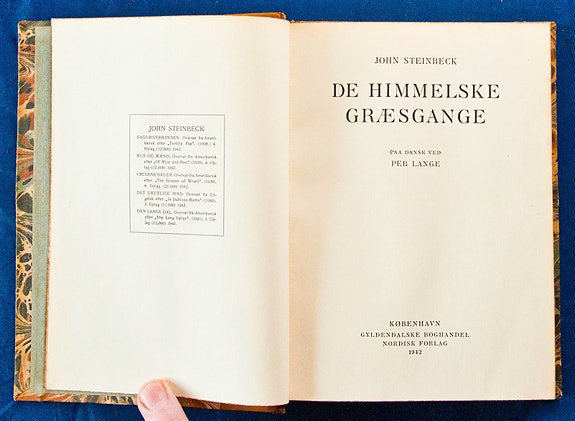 JOHN STEINBECK
DAGDRIVERBANDEN. Oversat fra Ameri-
kansk efter „Tortilla Flat“. (1938.) 4.
Oplag (12.000) 1942.
MUS OG MÆND. Oversat fra Amerikansk
efter „Of Mice and Men“. (1939). 4. Op-
lag (12.000) 1942.
VREDENS DRUER. Oversat fra Amerikansk
efter „The Grapes of Wrath“. (1939).
4. Oplag. (21.000) 1942.
DET UKUELIGE SIND. Oversat fra En-
gelsk efter „In Dubious Battle“. (1940).
3. Oplag (11.000) 1942.
DEN LANGE DAL. Oversat fra Amerikansk
efter „The Long Valley“. (1941). 3. Op-
lag (12.000) 1941.
JOHN STEINBECK
DE HIMMELSKE
GRÆSGANGE
PAA DANSK VED
PER LANGE
KØBENHAVN
GYLDENDALSKE BOGHANDEL
NORDISK FORLAG
1942